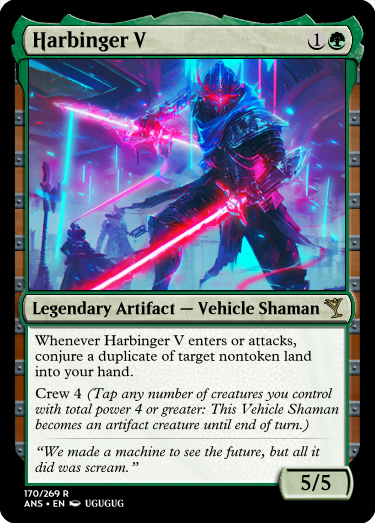 Harbinger V 1
Legendary Artifact — Vehicle Shaman
Whenever Harbinger V enters or attacks,
conjure a duplicate of target nontoken land
into your hand.
Crew 4 (Tap any number of creatures you control
with total power 4 or greater: This Vehicle Shaman
becomes an artifact creature until end of turn.)
“We made a machine to see the future, but all it
did was scream.”
5/5
170/269 R
ANS • EN UGUGUG